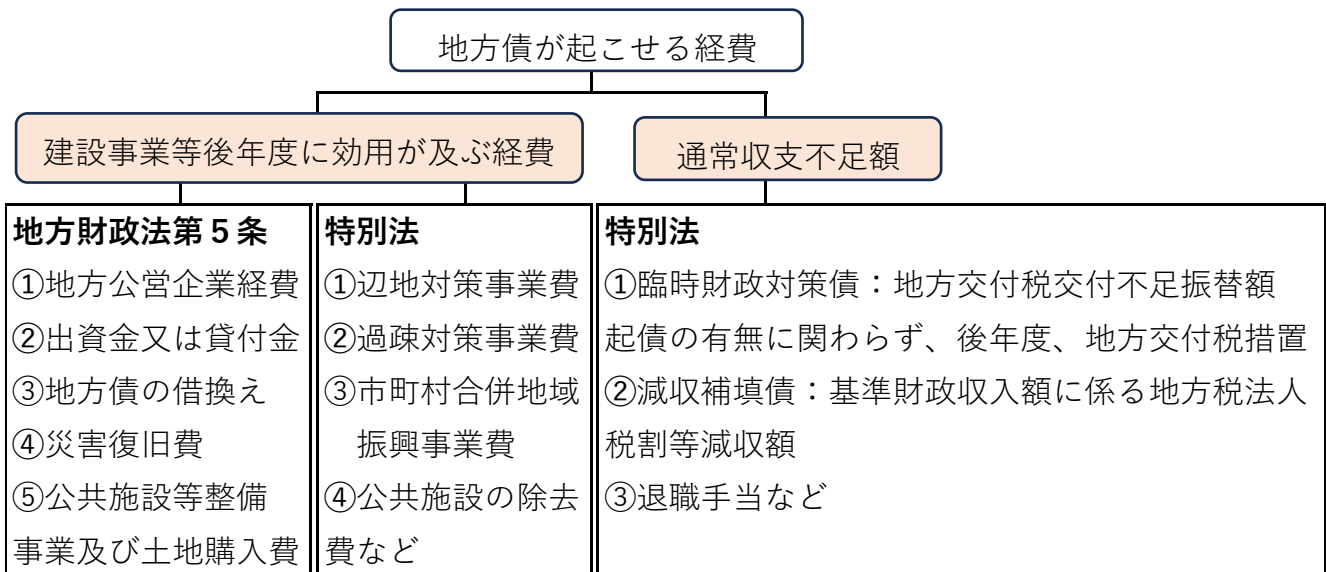 地方債が起こせる経費
建設事業等後年度に効用が及ぶ経費
通常収支不足額
地方財政法第５条
①地方公営企業経費
②出資金又は貸付金
③地方債の借換え
④災害復旧費
⑤公共施設等整備
事業及び土地購入費
特別法
①辺地対策事業費
②過疎対策事業費
③市町村合併地域
振興事業費
④公共施設の除去
費など
特別法
①臨時財政対策債：地方交付税交付不足振替額
起債の有無に関わらず、後年度、地方交付税措置
②減収補填債：基準財政収入額に係る地方税法人
税割等減収額
③退職手当など